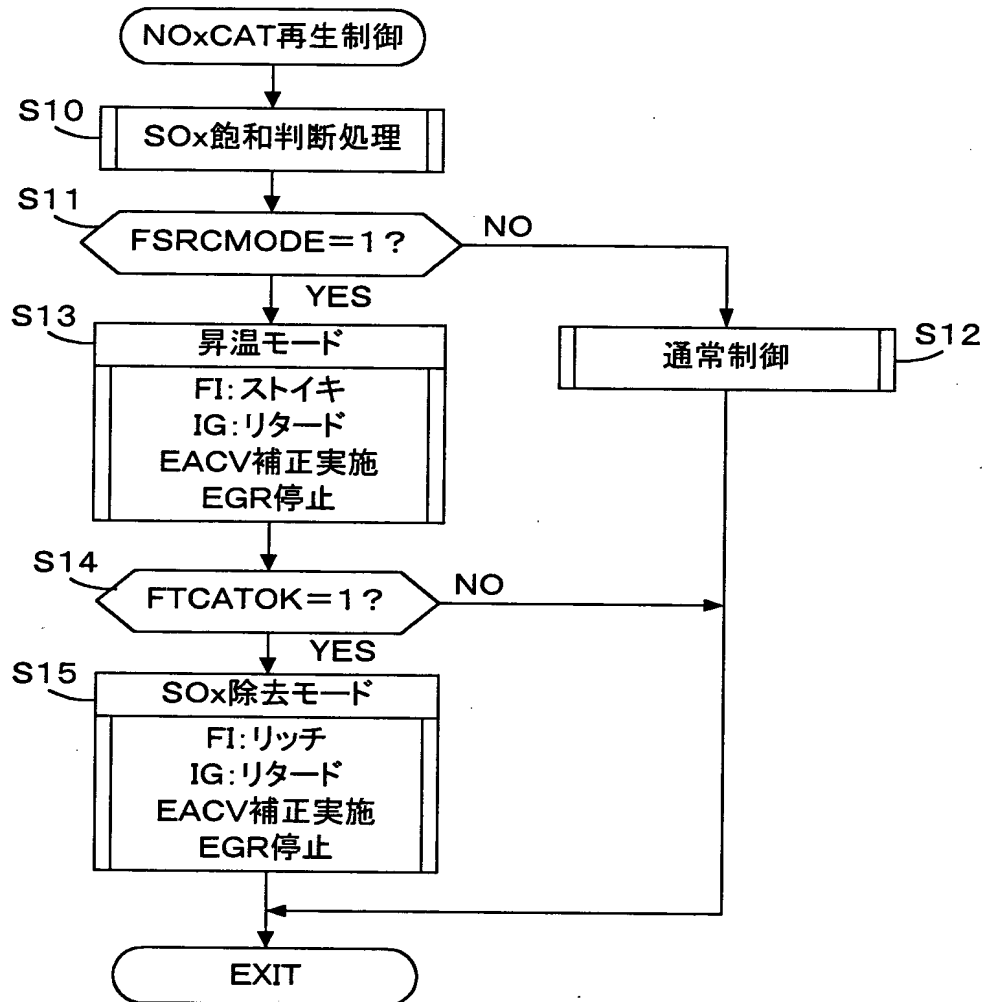 NOxCAT再生制御
S10
SOx飽和判断処理
S11
FSRCMODE=1?
NO
YES
S13
昇温モード
FI:ストイキ
IG:リタード
EACV補正実施
EGR停止
通常制御
S12
S14
FTCATOK=1?
NO
YES
S15
SOx除去モード
FI:リッチ
IG:リタード
EACV補正実施
EGR停止
EXIT